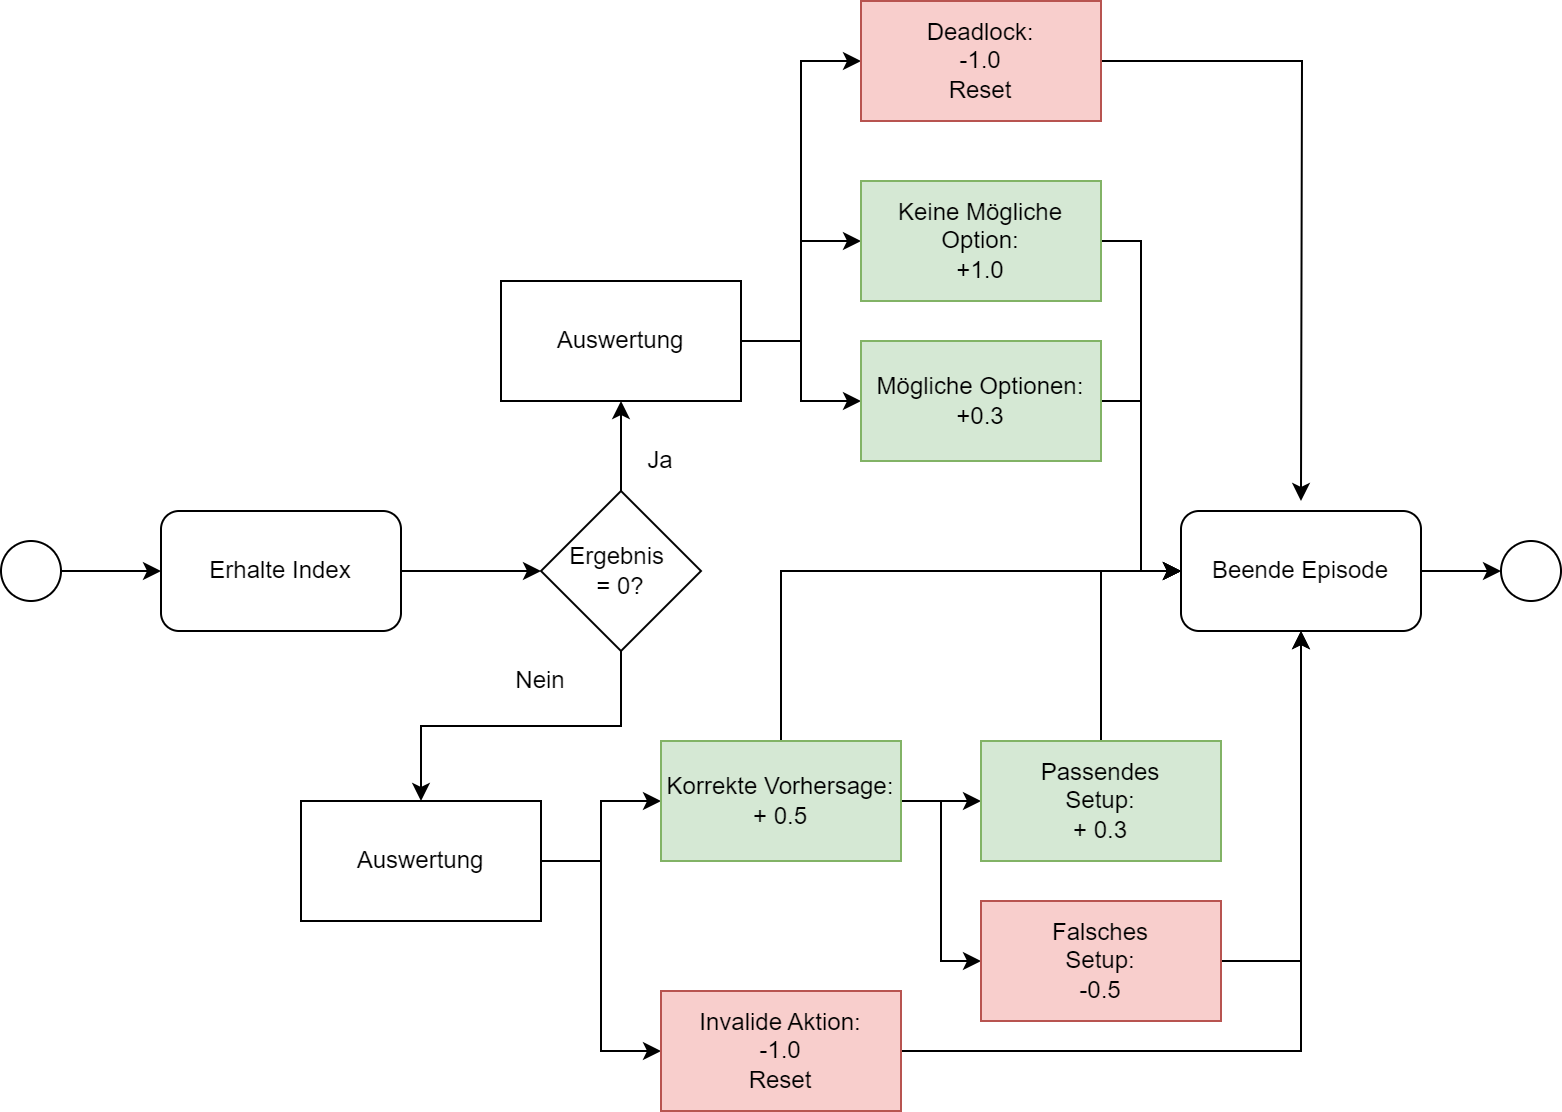 Deadlock:
-1.0
Reset
Keine Mögliche
Option:
+1.0
Auswertung
Mögliche Optionen:
+0.3
Ja
Erhalte Index
Ergebnis
= 0?
Beende Episode
Nein
Korrekte Vorhersage:
+ 0.5
Passendes
Setup:
+ 0.3
Auswertung
Falsches
Setup:
-0.5
Invalide Aktion:
-1.0
Reset